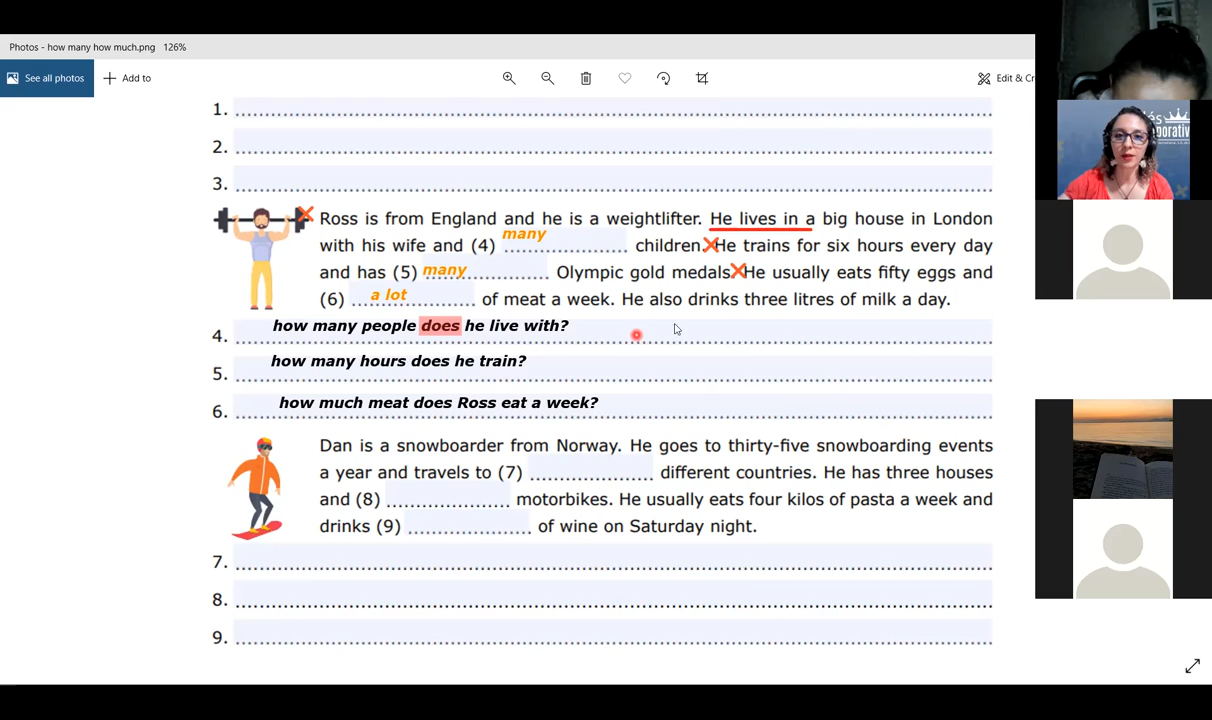 Photos - how many how much.png 126%
See all photos
Add to
Edit & Cr
1.
2.
3.
Ross is from England and he is a weightlifter. He lives in a big house in London
with his wife and (4) many children. He trains for six hours every day
and has (5) many Olympic gold medals. He usually eats fifty eggs and
(6) a lot of meat a week. He also drinks three litres of milk a day.
4. how many people does he live with?
5. how many hours does he train?
6. how much meat does Ross eat a week?
Dan is a snowboarder from Norway. He goes to thirty-five snowboarding events
a year and travels to (7) different countries. He has three houses
and (8) motorbikes. He usually eats four kilos of pasta a week and
drinks (9) of wine on Saturday night.
7.
8.
9.